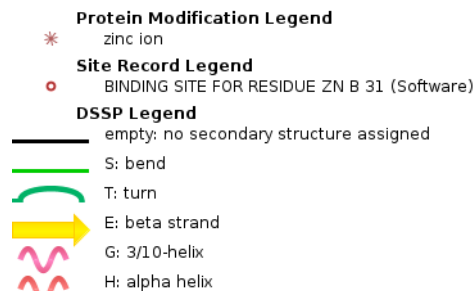 Protein Modification Legend
zinc ion
Site Record Legend
BINDING SITE FOR RESIDUE ZN B 31 (Software)
DSSP Legend
empty: no secondary structure assigned
S: bend
T: turn
E: beta strand
G: 3/10-helix
H: alpha helix